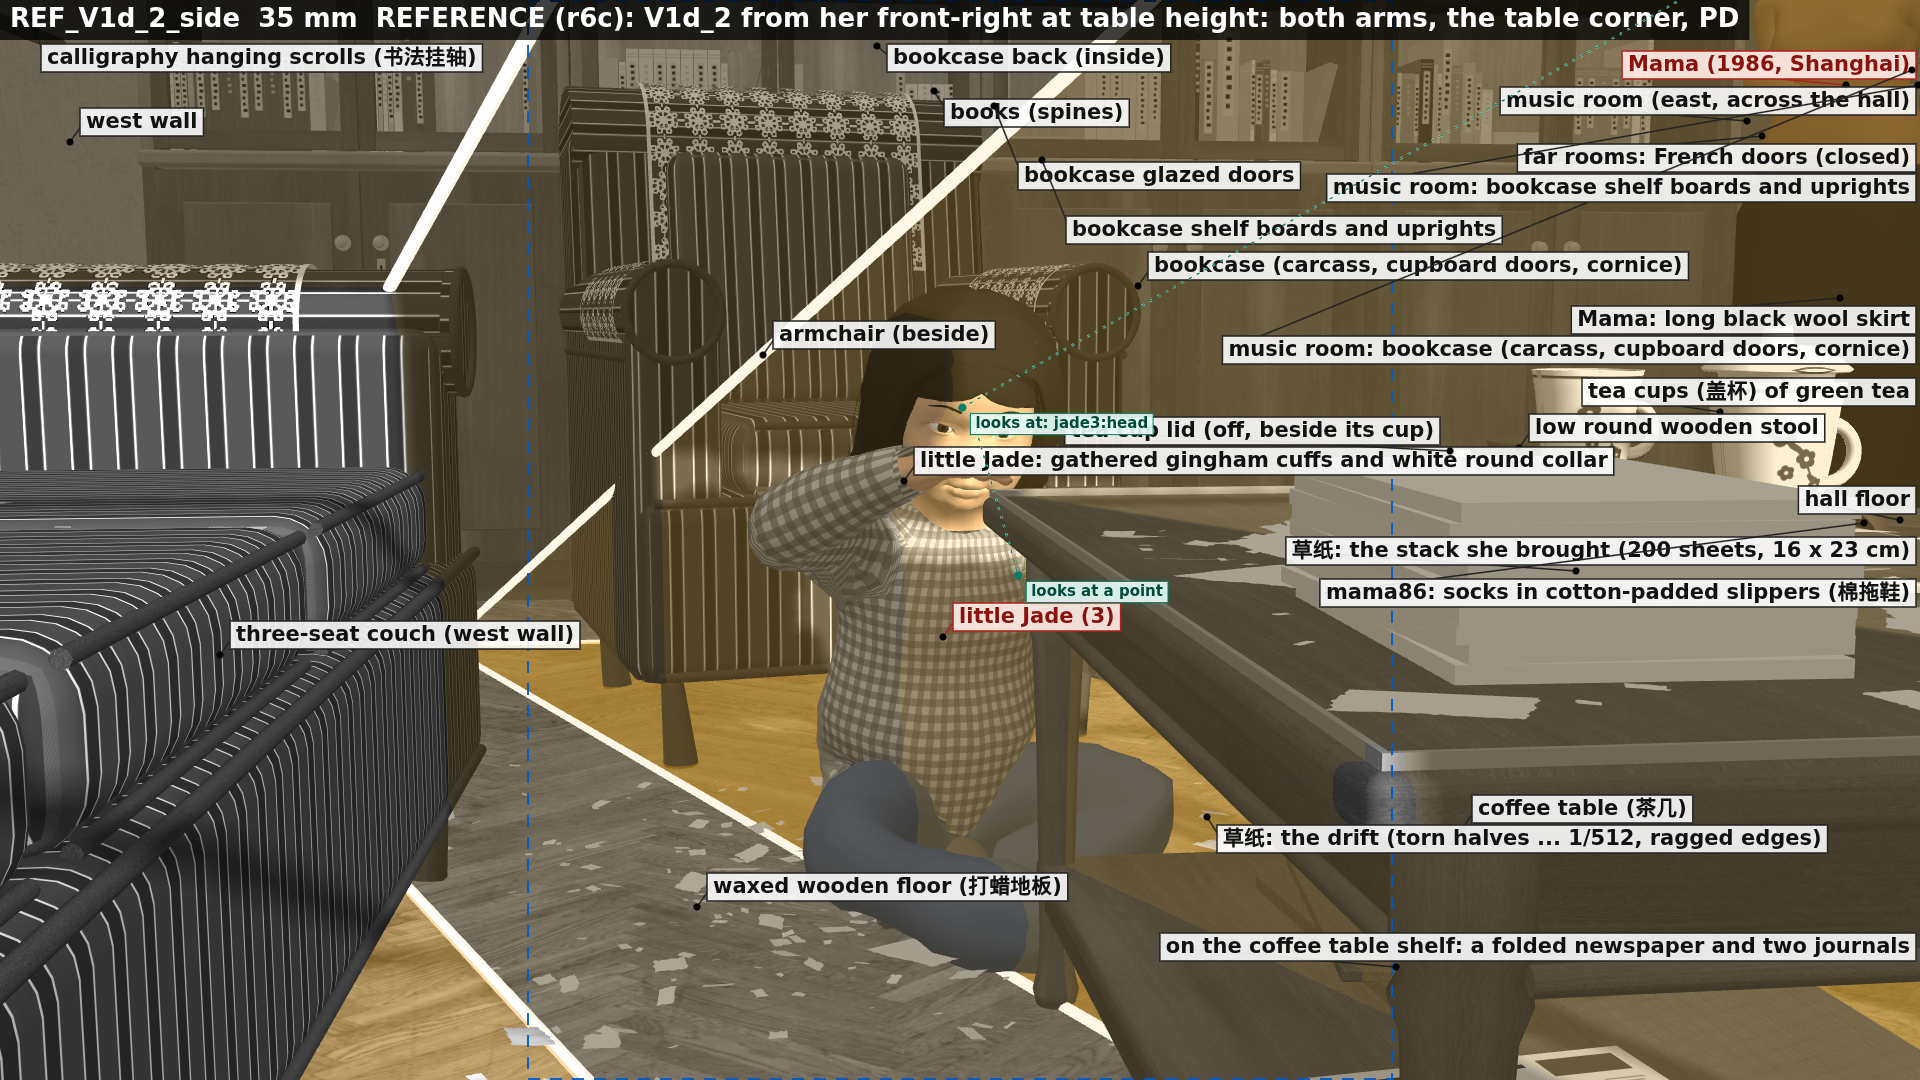 REF_V1d_2_side 35 mm REFERENCE (r6c): V1d_2 from her front-right at table height: both arms, the table corner, PD
calligraphy hanging scrolls (书法挂轴)
bookcase back (inside)
Mama (1986, Shanghai)
music room (east, across the hall)
books (spines)
west wall
far rooms: French doors (closed)
bookcase glazed doors
music room: bookcase shelf boards and uprights
bookcase shelf boards and uprights
bookcase (carcass, cupboard doors, cornice)
Mama: long black wool skirt
armchair (beside)
music room: bookcase (carcass, cupboard doors, cornice)
tea cups (盖杯) of green tea
looks at: jade3:head
tea cup lid (off, beside its cup)
low round wooden stool
little Jade: gathered gingham cuffs and white round collar
hall floor
草纸: the stack she brought (200 sheets, 16 x 23 cm)
looks at a point
mama86: socks in cotton-padded slippers (棉拖鞋)
little Jade (3)
three-seat couch (west wall)
coffee table (茶几)
草纸: the drift (torn halves ... 1/512, ragged edges)
waxed wooden floor (打蜡地板)
on the coffee table shelf: a folded newspaper and two journals